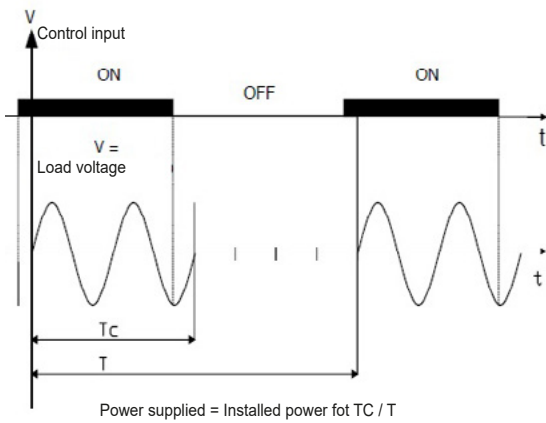 V
Control input
ON
ON
OFF
t
V =
Load voltage
t
Tc
T
Power supplied = Installed power fot TC / T